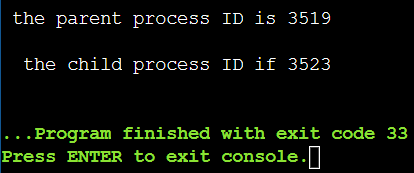 the parent process ID is 3519
the child process ID if 3523
...Program finished with exit code 33
Press ENTER to exit console.